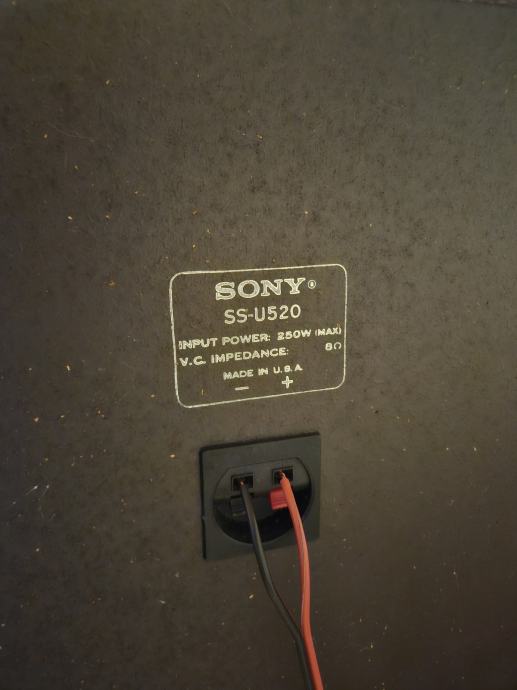 SONY®
SS-U520
INPUT POWER: 250W (MAX)
V.C. IMPEDANCE: 8Ω
MADE IN U.S.A.
- +